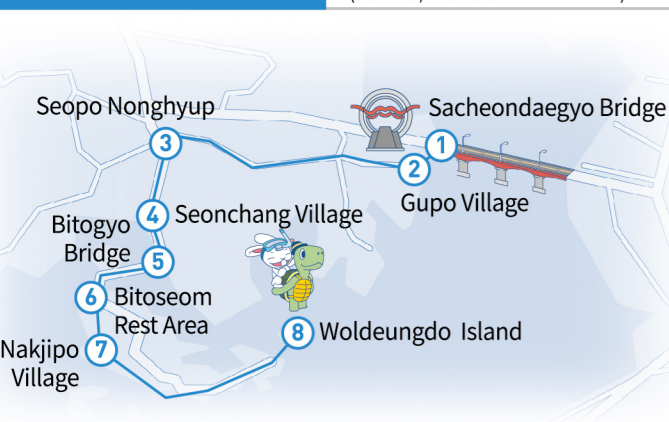 Seopo Nonghyup
Sacheondaegyo Bridge
3
1
2
Gupo Village
4
Seonchang Village
Bitogyo
Bridge
5
6
Bitoseom
Rest Area
8
Woldeungdo Island
Nakjipo
Village
7